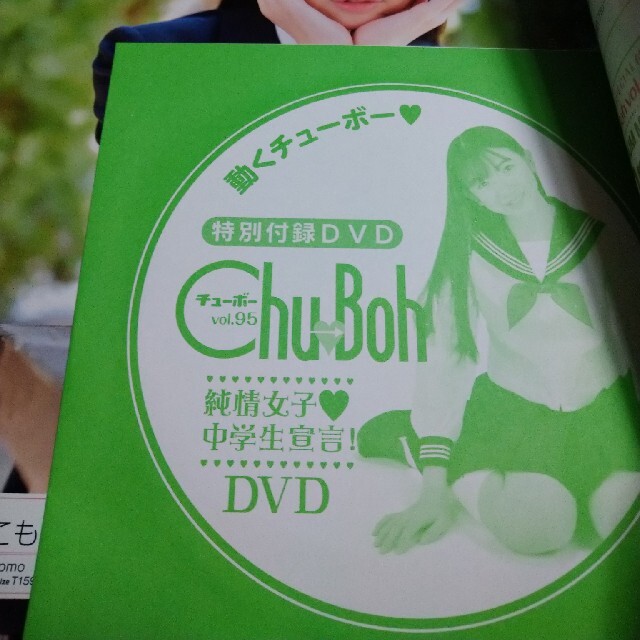 動くチューボー♥
特別付録DVD
Chu→Boh
チューボー
vol.95
純情女子♥
中学生宣言!
DVD